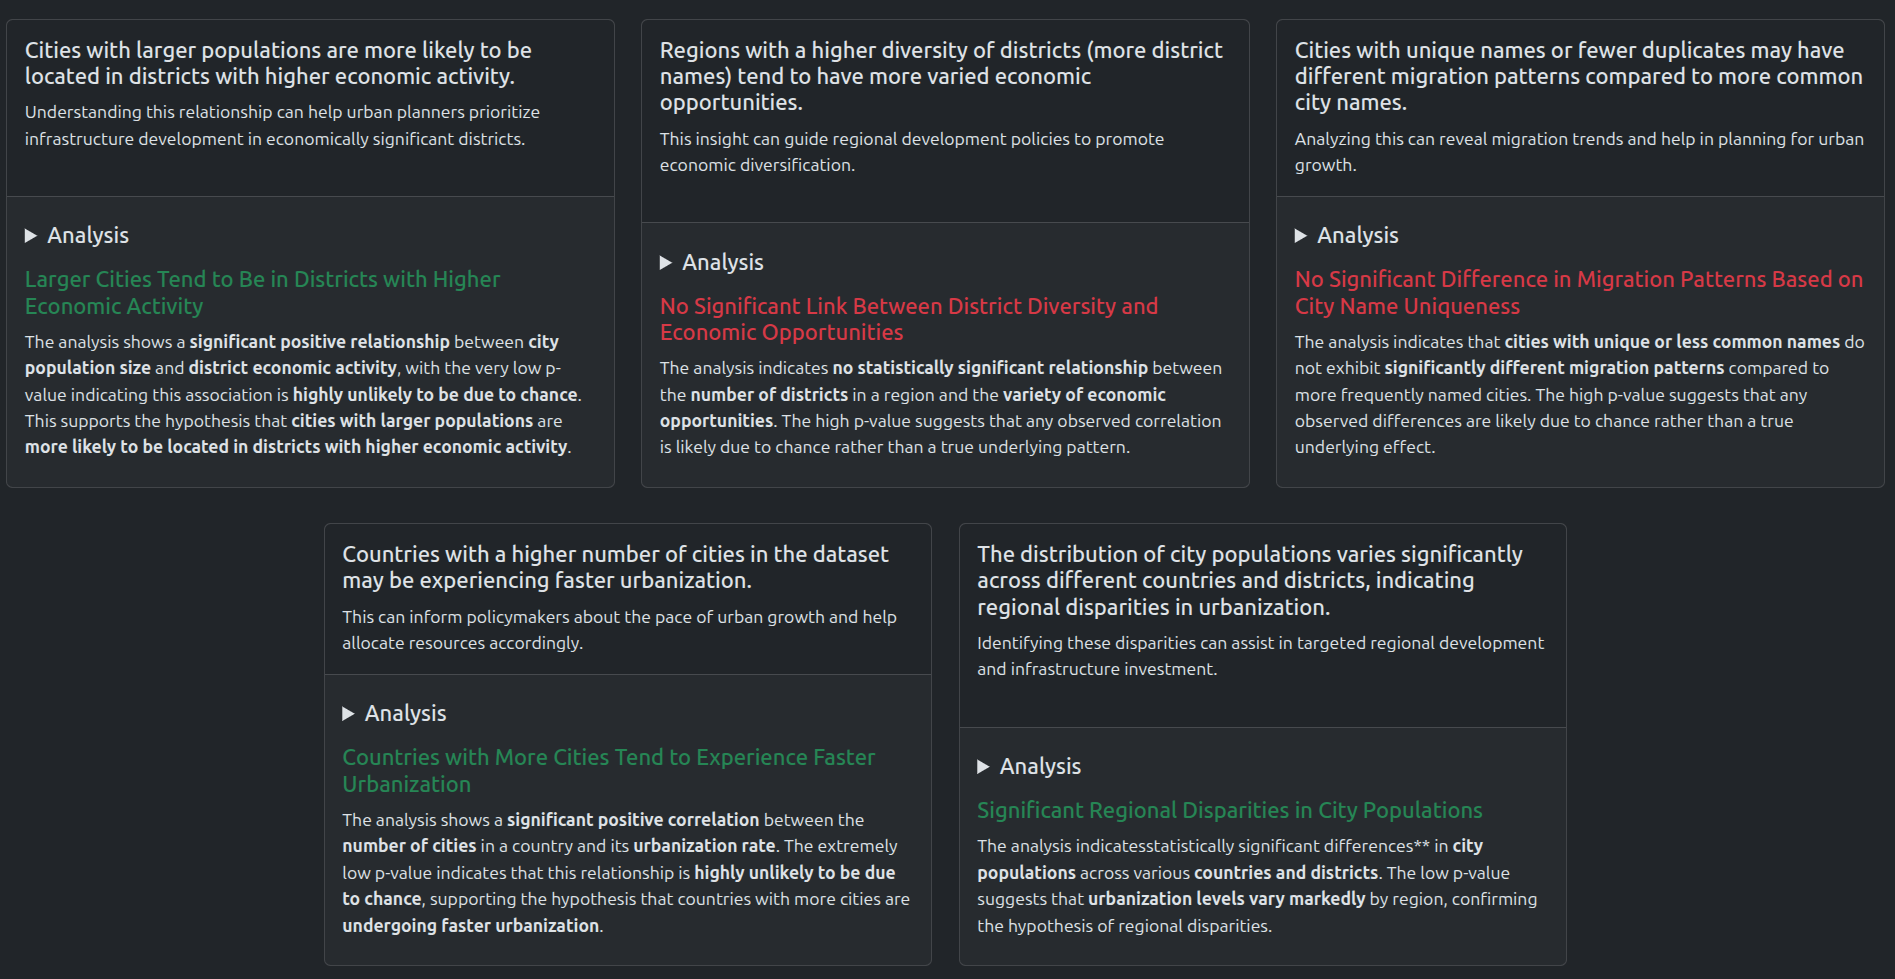 Cities with larger populations are more likely to be
located in districts with higher economic activity.
Understanding this relationship can help urban planners prioritize
infrastructure development in economically significant districts.
Analysis
Larger Cities Tend to Be in Districts with Higher
Economic Activity
The analysis shows a significant positive relationship between city
population size and district economic activity, with the very low p-
value indicating this association is highly unlikely to be due to chance.
This supports the hypothesis that cities with larger populations are
more likely to be located in districts with higher economic activity.
Regions with a higher diversity of districts (more district
names) tend to have more varied economic
opportunities.
This insight can guide regional development policies to promote
economic diversification.
Analysis
No Significant Link Between District Diversity and
Economic Opportunities
The analysis indicates no statistically significant relationship between
the number of districts in a region and the variety of economic
opportunities. The high p-value suggests that any observed correlation
is likely due to chance rather than a true underlying pattern.
Cities with unique names or fewer duplicates may have
different migration patterns compared to more common
city names.
Analyzing this can reveal migration trends and help in planning for urban
growth.
Analysis
No Significant Difference in Migration Patterns Based on
City Name Uniqueness
The analysis indicates that cities with unique or less common names do
not exhibit significantly different migration patterns compared to
more frequently named cities. The high p-value suggests that any
observed differences are likely due to chance rather than a true
underlying effect.
Countries with a higher number of cities in the dataset
may be experiencing faster urbanization.
This can inform policymakers about the pace of urban growth and help
allocate resources accordingly.
Analysis
Countries with More Cities Tend to Experience Faster
Urbanization
The analysis shows a significant positive correlation between the
number of cities in a country and its urbanization rate. The extremely
low p-value indicates that this relationship is highly unlikely to be due
to chance, supporting the hypothesis that countries with more cities are
undergoing faster urbanization.
The distribution of city populations varies significantly
across different countries and districts, indicating
regional disparities in urbanization.
Identifying these disparities can assist in targeted regional development
and infrastructure investment.
Analysis
Significant Regional Disparities in City Populations
The analysis indicatesstatistically significant differences** in city
populations across various countries and districts. The low p-value
suggests that urbanization levels vary markedly by region, confirming
the hypothesis of regional disparities.